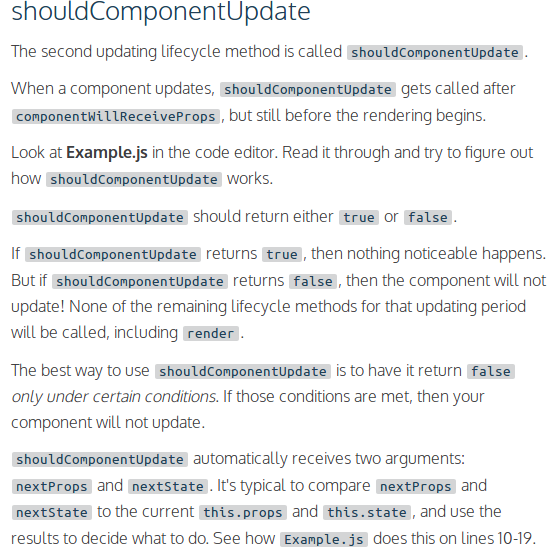 shouldComponentUpdate
The second updating lifecycle method is called shouldComponentUpdate.
When a component updates, shouldComponentUpdate gets called after
componentWillReceiveProps, but still before the rendering begins.
Look at Example.js in the code editor. Read it through and try to figure out
how shouldComponentUpdate works.
shouldComponentUpdate should return either true or false.
If shouldComponentUpdate returns true, then nothing noticeable happens.
But if shouldComponentUpdate returns false, then the component will not
update! None of the remaining lifecycle methods for that updating period
will be called, including render.
The best way to use shouldComponentUpdate is to have it return false
only under certain conditions. If those conditions are met, then your
component will not update.
shouldComponentUpdate automatically receives two arguments:
nextProps and nextState. It's typical to compare nextProps and
nextState to the current this.props and this.state, and use the
results to decide what to do. See how Example.js does this on lines 10-19.